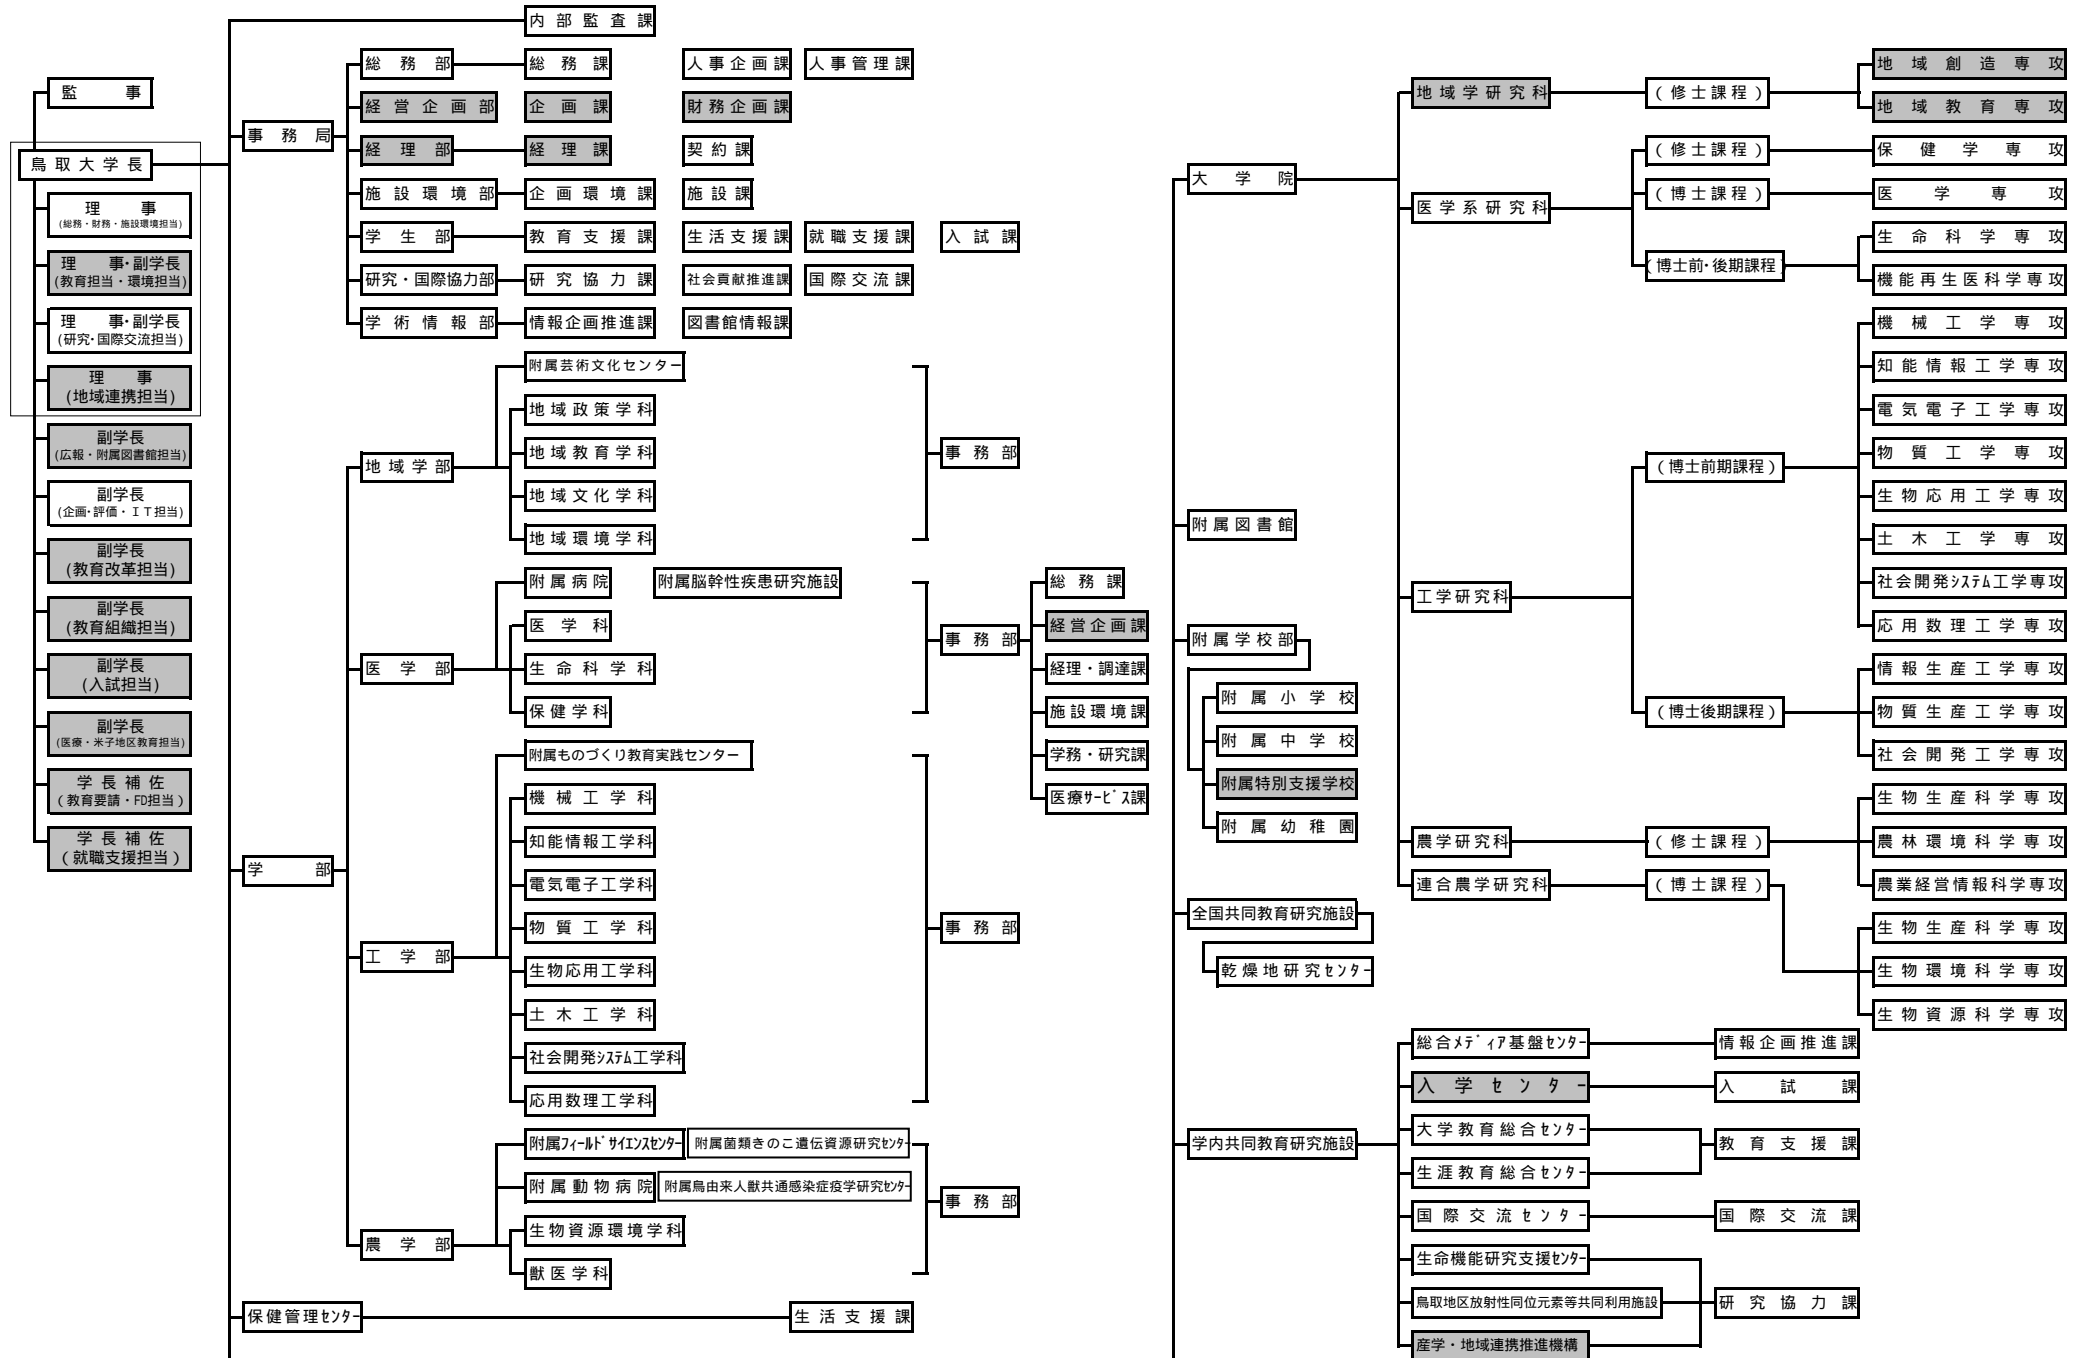 内部監査課
監事
鳥取大学長
理事
(総務・財務・施設環境担当)
理事・副学長
(教育担当・環境担当)
理事・副学長
(研究・国際交流担当)
理事
(地域連携担当)
副学長
(広報・附属図書館担当)
副学長
(企画・評価・ＩＴ担当)
副学長
(教育改革担当)
副学長
(教育組織担当)
副学長
(入試担当)
副学長
(医療・米子地区教育担当)
学長補佐
(教育要請・FD担当)
学長補佐
(就職支援担当)
事務局
総務部 総務課 人事企画課 人事管理課
経営企画部 企画課 財務企画課
経理部 経理課 契約課
施設環境部 企画環境課 施設課
学生部 教育支援課 生活支援課 就職支援課 入試課
研究・国際協力部 研究協力課 社会貢献推進課 国際交流課
学術情報部 情報企画推進課 図書館情報課
学部
地域学部
附属芸術文化センター
地域政策学科
地域教育学科
地域文化学科
地域環境学科
事務部
医学部
附属病院 附属脳幹性疾患研究施設
医学科
生命科学科
保健学科
事務部
総務課
経営企画課
経理・調達課
施設環境課
学務・研究課
医療ｻｰﾋﾞｽ課
工学部
附属ものづくり教育実践センター
機械工学科
知能情報工学科
電気電子工学科
物質工学科
生物応用工学科
土木工学科
社会開発ｼｽﾃﾑ工学科
応用数理工学科
事務部
農学部
附属ﾌｨｰﾙﾄﾞｻｲｴﾝｽｾﾝﾀｰ 附属菌類きのこ遺伝資源研究ｾﾝﾀｰ
附属動物病院 附属鳥由来人獣共通感染症疫学研究ｾﾝﾀｰ
生物資源環境学科
獣医学科
事務部
保健管理ｾﾝﾀｰ 生活支援課
大学院
地域学研究科 (修士課程)
地域創造専攻
地域教育専攻
医学系研究科
(修士課程) 保健学専攻
(博士課程) 医学専攻
(博士前・後期課程)
生命科学専攻
機能再生医科学専攻
工学研究科
(博士前期課程)
機械工学専攻
知能情報工学専攻
電気電子工学専攻
物質工学専攻
生物応用工学専攻
土木工学専攻
社会開発ｼｽﾃﾑ工学専攻
応用数理工学専攻
(博士後期課程)
情報生産工学専攻
物質生産工学専攻
社会開発工学専攻
農学研究科 (修士課程)
生物生産科学専攻
農林環境科学専攻
農業経営情報科学専攻
連合農学研究科 (博士課程)
生物生産科学専攻
生物環境科学専攻
生物資源科学専攻
附属図書館
附属学校部
附属小学校
附属中学校
附属特別支援学校
附属幼稚園
全国共同教育研究施設
乾燥地研究ｾﾝﾀｰ
学内共同教育研究施設
総合ﾒﾃﾞｨｱ基盤ｾﾝﾀｰ 情報企画推進課
入学ｾﾝﾀｰ 入試課
大学教育総合ｾﾝﾀｰ 教育支援課
生涯教育総合ｾﾝﾀｰ
国際交流ｾﾝﾀｰ 国際交流課
生命機能研究支援ｾﾝﾀｰ
鳥取地区放射性同位元素等共同利用施設 研究協力課
産学・地域連携推進機構